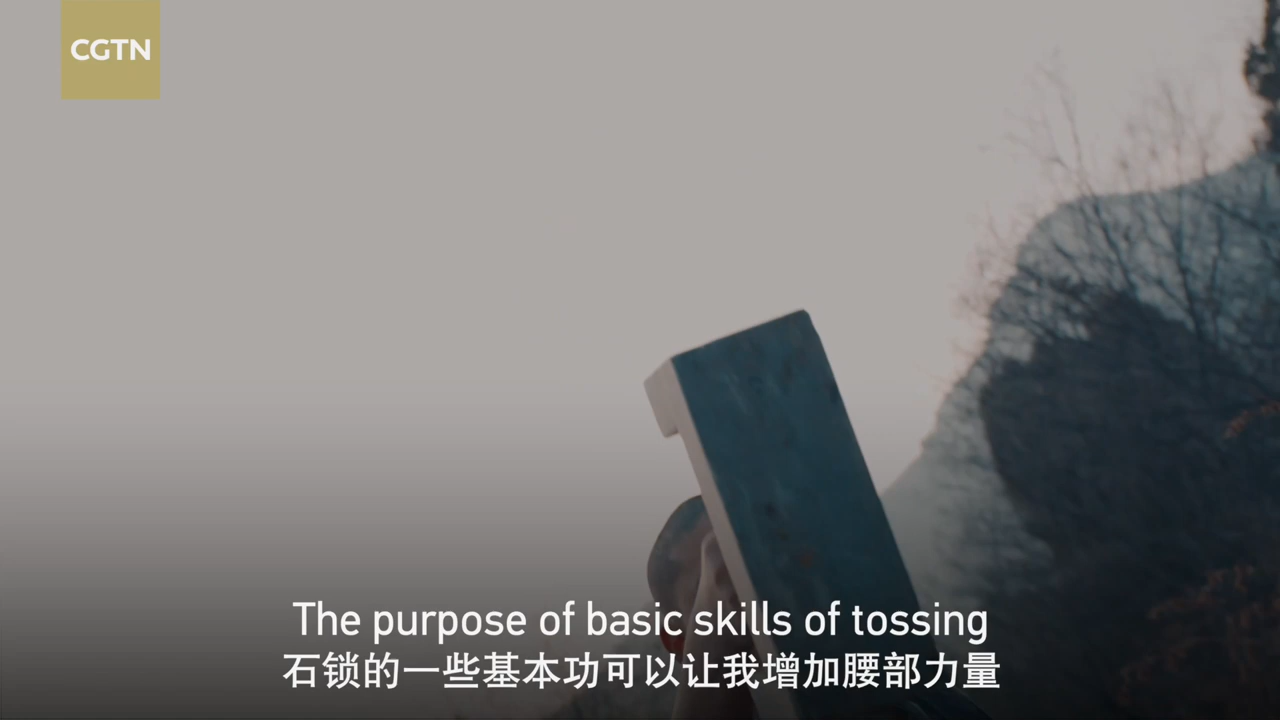 CGTN
The purpose of basic skills of tossing
石锁的一些基本功可以让我增加腰部力量